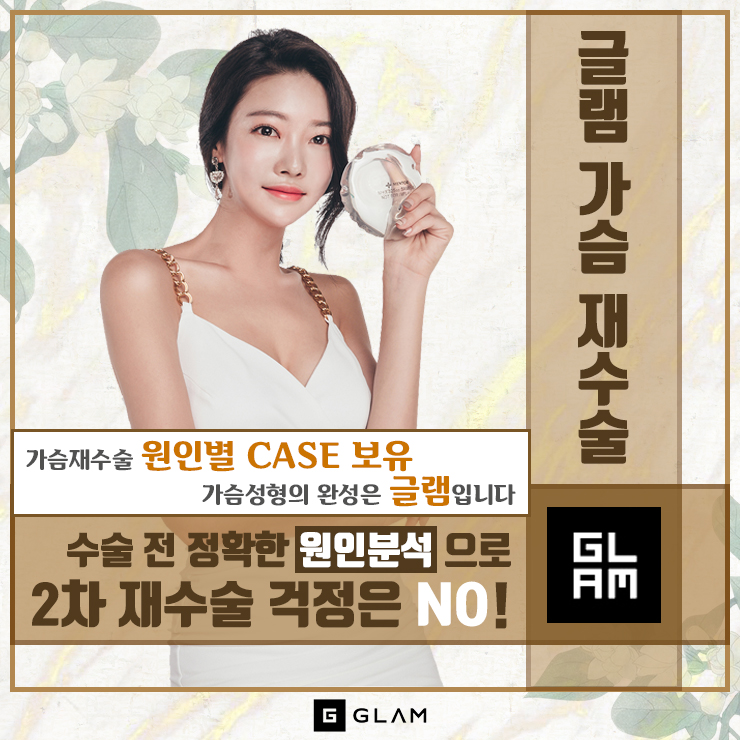 글램 가슴 재수술
가슴재수술 원인별 CASE 보유
가슴성형의 완성은 글램입니다
수술 전 정확한 원인분석 으로
2차 재수술 걱정은 NO!
GL
AM
G GLAM